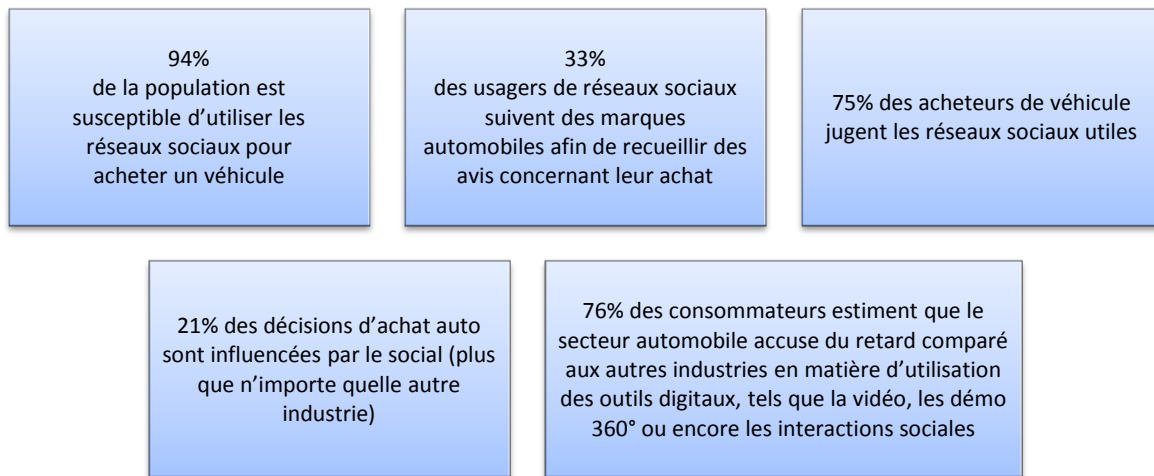 94%
de la population est
susceptible d’utiliser les
réseaux sociaux pour
acheter un véhicule
33%
des usagers de réseaux sociaux
suivent des marques
automobiles afin de recueillir des
avis concernant leur achat
75% des acheteurs de véhicule
jugent les réseaux sociaux utiles
21% des décisions d’achat auto
sont influencées par le social (plus
que n’importe quelle autre
industrie)
76% des consommateurs estiment que le
secteur automobile accuse du retard comparé
aux autres industries en matière d’utilisation
des outils digitaux, tels que la vidéo, les démo
360° ou encore les interactions sociales